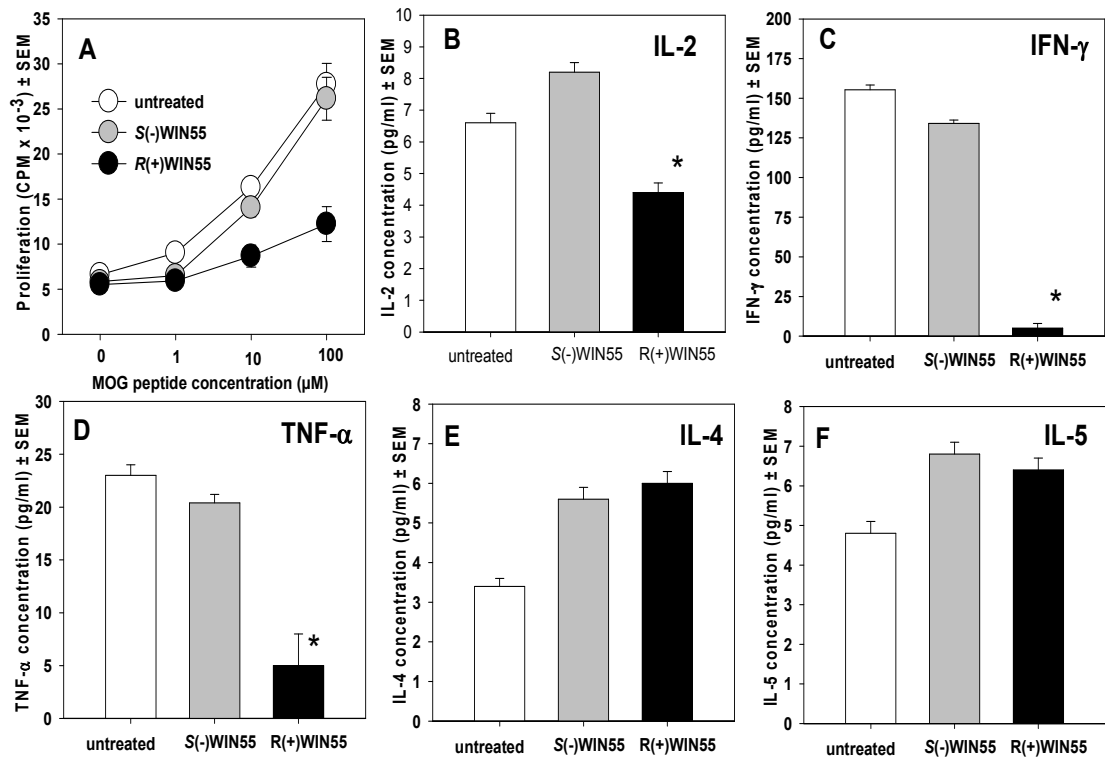 A
Proliferation (CPM x 10-3) ± SEM
35
30
25
20
15
10
5
0
untreated
S(-)WIN55
R(+)WIN55
0 1 10 100
MOG peptide concentration (µM)
B
IL-2
IL-2 concentration (pg/ml) ± SEM
10
9
8
7
6
5
4
3
2
1
0
*
untreated S(-)WIN55 R(+)WIN55
C
IFN-γ
IFN-γ concentration (pg/ml) ± SEM
200
175
150
125
100
75
50
25
0
*
untreated S(-)WIN55 R(+)WIN55
D
TNF-α
TNF-α concentration (pg/ml) ± SEM
30
25
20
15
10
5
0
*
untreated S(-)WIN55 R(+)WIN55
E
IL-4
IL-4 concentration (pg/ml) ± SEM
8
7
6
5
4
3
2
1
0
untreated S(-)WIN55 R(+)WIN55
F
IL-5
IL-5 concentration (pg/ml) ± SEM
8
7
6
5
4
3
2
1
0
untreated S(-)WIN55 R(+)WIN55